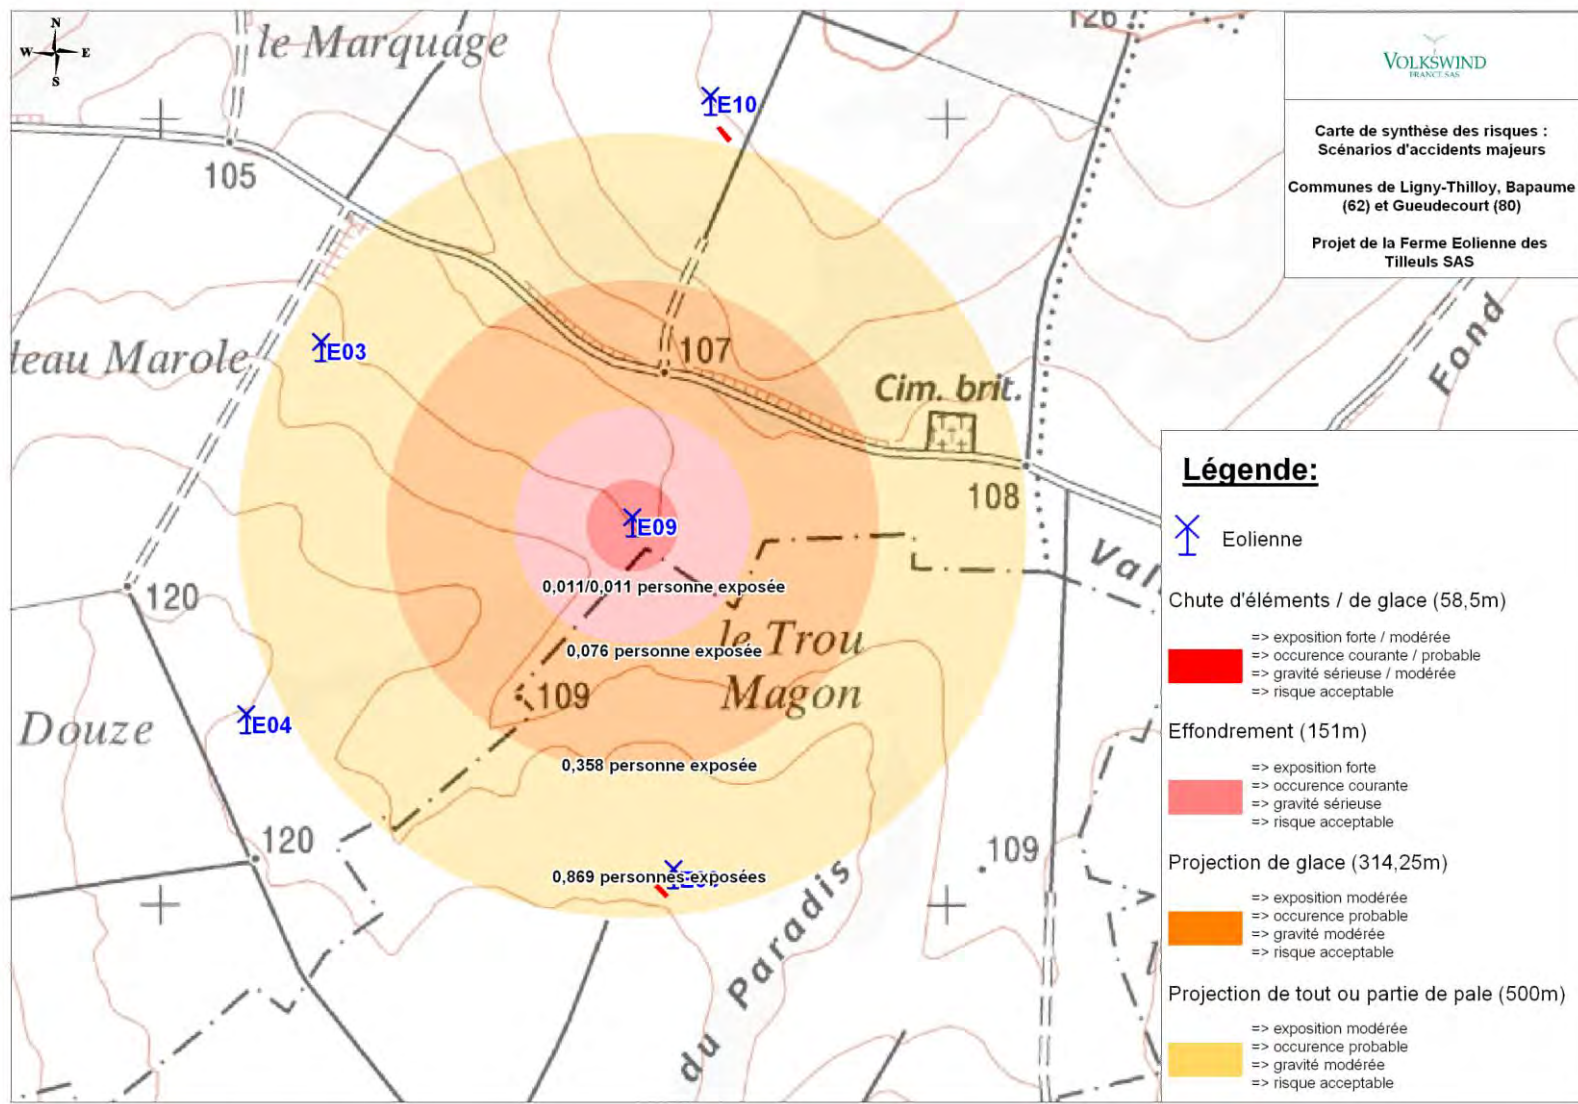 N
W E
S
le Marquage
126
E10
105
VOLKSWIND
FRANCE SAS
Carte de synthèse des risques :
Scénarios d'accidents majeurs
Communes de Ligny-Thilloy, Bapaume
(62) et Gueudecourt (80)
Projet de la Ferme Eolienne des
Tilleuls SAS
leau Marole
E03
107
Cim. brit.
Fond
108
E09
Val
0,011/0,011 personne exposée
120
le Trou
Magon
0,076 personne exposée
109
Douze
E04
0,358 personne exposée
120
0,869 personnes exposées
109
du Paradis
Légende:
Eolienne
Chute d'éléments / de glace (58,5m)
=> exposition forte / modérée
=> occurence courante / probable
=> gravité sérieuse / modérée
=> risque acceptable
Effondrement (151m)
=> exposition forte
=> occurence courante
=> gravité sérieuse
=> risque acceptable
Projection de glace (314,25m)
=> exposition modérée
=> occurence probable
=> gravité modérée
=> risque acceptable
Projection de tout ou partie de pale (500m)
=> exposition modérée
=> occurence probable
=> gravité modérée
=> risque acceptable